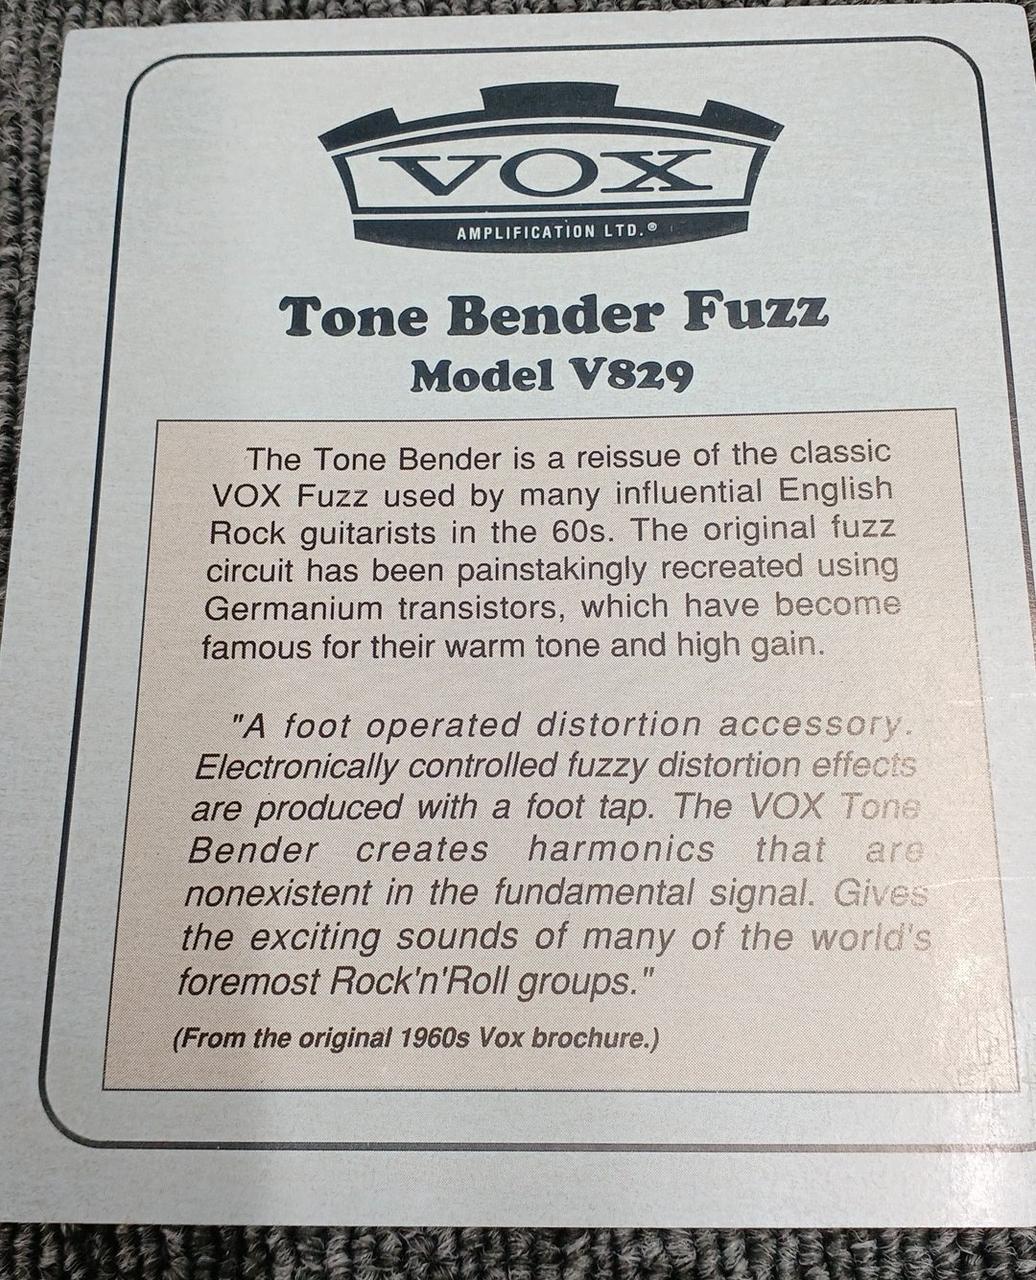 VOX
AMPLIFICATION LTD.®
Tone Bender Fuzz
Model V829
The Tone Bender is a reissue of the classic
VOX Fuzz used by many influential English
Rock guitarists in the 60s. The original fuzz
circuit has been painstakingly recreated using
Germanium transistors, which have become
famous for their warm tone and high gain.
"A foot operated distortion accessory.
Electronically controlled fuzzy distortion effects
are produced with a foot tap. The VOX Tone
Bender creates harmonics that are
nonexistent in the fundamental signal. Gives
the exciting sounds of many of the world's
foremost Rock'n'Roll groups."
(From the original 1960s Vox brochure.)